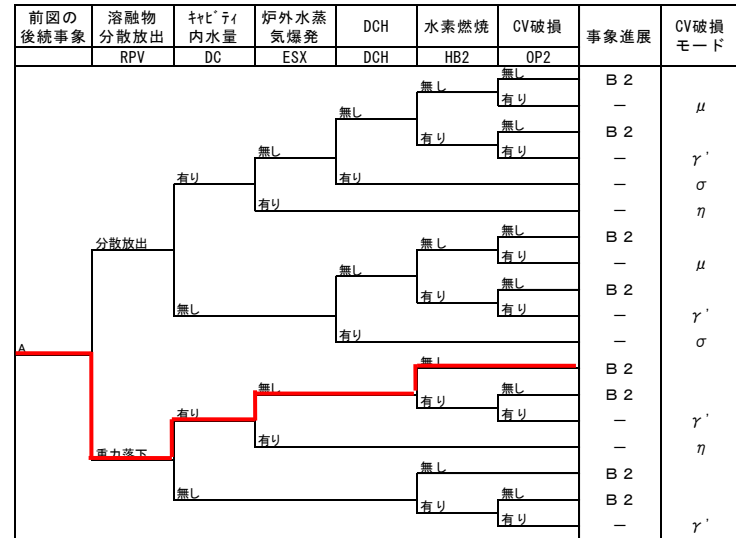 前図の
後続事象
溶融物
分散放出
ｷｬﾋﾞﾃｨ
内水量
炉外水蒸
気爆発
DCH
水素燃焼
CV破損
事象進展
CV破損
モード
RPV
DC
ESX
DCH
HB2
OP2
無し
B2
無し
有り
－
μ
無し
無し
B2
有り
有り
－
γ'
無し
有り
有り
－
σ
有り
－
η
無し
B2
分散放出
無し
有り
－
μ
無し
無し
B2
有り
有り
－
γ'
無し
有り
－
σ
A
無し
B2
無し
無し
B2
有り
有り
有り
－
γ'
有り
－
η
重力落下
無し
B2
無し
無し
B2
有り
有り
－
γ'